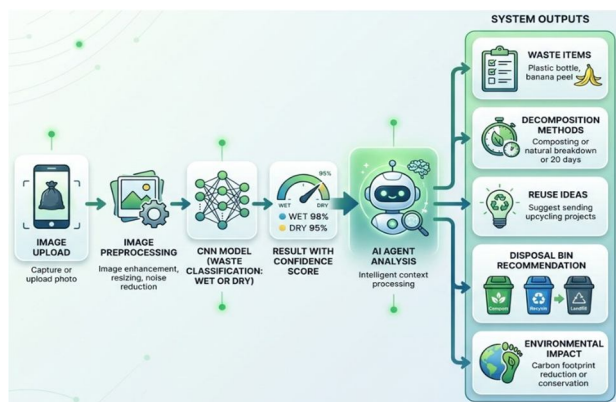 SYSTEM OUTPUTS
IMAGE
UPLOAD
Capture or
upload photo
IMAGE
PREPROCESSING
Image enhancement,
resizing, noise
reduction
CNN MODEL
(WASTE
CLASSIFICATION:
WET OR DRY)
95%
WET
DRY
WET 98%
DRY 95%
RESULT WITH
CONFIDENCE
SCORE
AI AGENT
ANALYSIS
Intelligent context
processing
WASTE ITEMS
Plastic bottle,
banana peel
DECOMPOSITION
METHODS
Composting or
natural breakdown
or 20 days
REUSE IDEAS
Suggest sending
upcycling projects
DISPOSAL BIN
RECOMMENDATION
Compost
Recycle
Landfill
ENVIRONMENTAL
IMPACT
Carbon footprint
reduction or
conservation